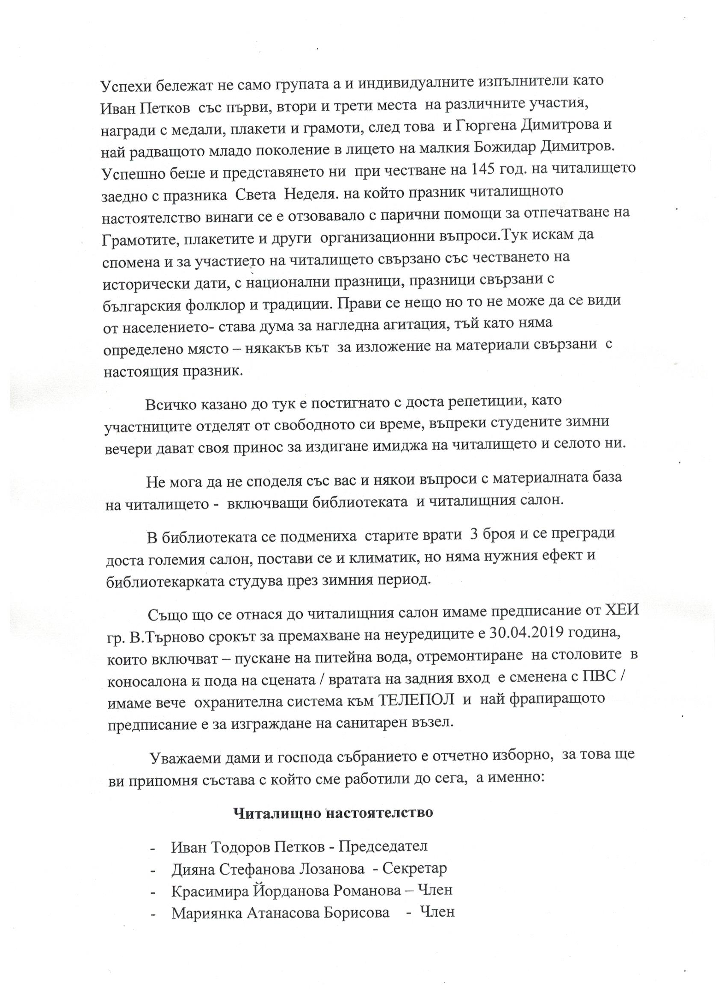 Успехи бележат не само групата а и индивидуалните изпълнители като
Иван Петков със първи, втори и трети места на различните участия,
награди с медали, плакети и грамоти, след това и Гюргена Димитрова и
най радващото младо поколение в лицето на малкия Божидар Димитров.
Успешно беше и представянето ни при честване на 145 год. на читалището
заедно с празника Света Неделя. на който празник читалищното
настоятелство винаги се е отзовавало с парични помощи за отпечатване на
Грамотите, плакетите и други организационни въпроси.Тук искам да
спомена и за участието на читалището свързано със честването на
исторически дати, с национални празници, празници свързани с
българския фолклор и традиции. Прави се нещо но то не може да се види
от населението- става дума за нагледна агитация, тъй като няма
определено място – някакъв кът за изложение на материали свързани с
настоящия празник.
Всичко казано до тук е постигнато с доста репетиции, като
участниците отделят от свободното си време, въпреки студените зимни
вечери дават своя принос за издигане имиджа на читалището и селото ни.
Не мога да не споделя със вас и някои въпроси с материалната база
на читалището - включващи библиотеката и читалищния салон.
В библиотеката се подмениха старите врати 3 броя и се прегради
доста големия салон, постави се и климатик, но няма нужния ефект и
библиотекарката студува през зимния период.
Също що се отнася до читалищния салон имаме предписание от ХЕИ
гр. В.Търново срокът за премахване на неуредиците е 30.04.2019 година,
които включват – пускане на питейна вода, отремонтиране на столовите в
коносалона и пода на сцената / вратата на задния вход е сменена с ПВС /
имаме вече охранителна система към ТЕЛЕПОЛ и най фрапиращото
предписание е за изграждане на санитарен възел.
Уважаеми дами и господа събранието е отчетно изборно, за това ще
ви припомня състава с който сме работили до сега, а именно:
Читалищно настоятелство
- Иван Тодоров Петков - Председател
- Дияна Стефанова Лозанова - Секретар
- Красимира Йорданова Романова – Член
- Мариянка Атанасова Борисова - Член